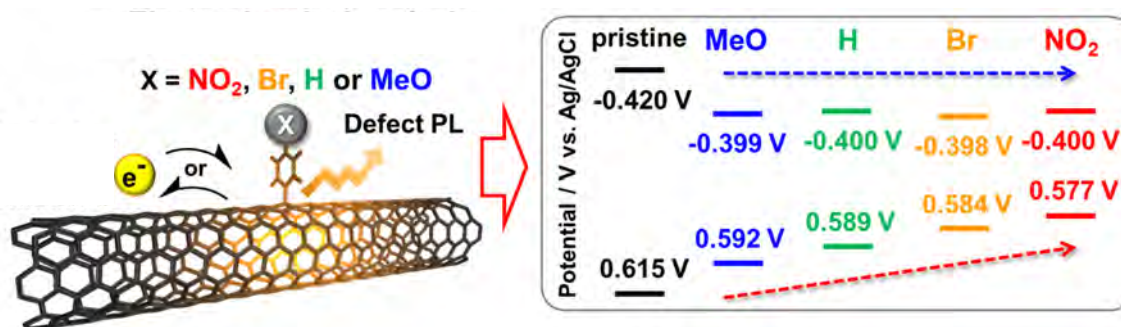 X = NO₂, Br, H or MeO
X
Defect PL
e⁻
or
Potential / V vs. Ag/AgCl
pristine MeO H Br NO₂
-0.420 V
-0.399 V -0.400 V -0.398 V -0.400 V
0.592 V 0.589 V 0.584 V 0.577 V
0.615 V